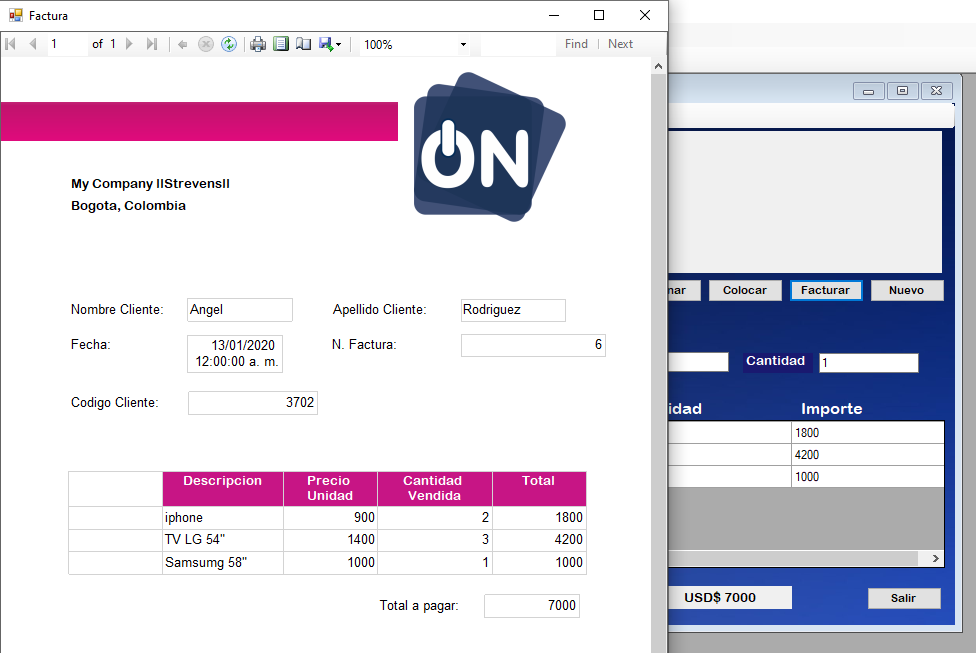 Factura
1 of 1 100% Find | Next
ON
My Company IIStrevensII
Bogota, Colombia
Nombre Cliente: Angel Apellido Cliente: Rodriguez
Fecha: 13/01/2020 12:00:00 a. m. N. Factura: 6
Codigo Cliente: 3702
Descripcion Precio Unidad Cantidad Vendida Total
iphone 900 2 1800
TV LG 54" 1400 3 4200
Samsumg 58" 1000 1 1000
Total a pagar: 7000
nar Colocar Facturar Nuevo
Cantidad 1
idad Importe
1800
4200
1000
USD$ 7000 Salir